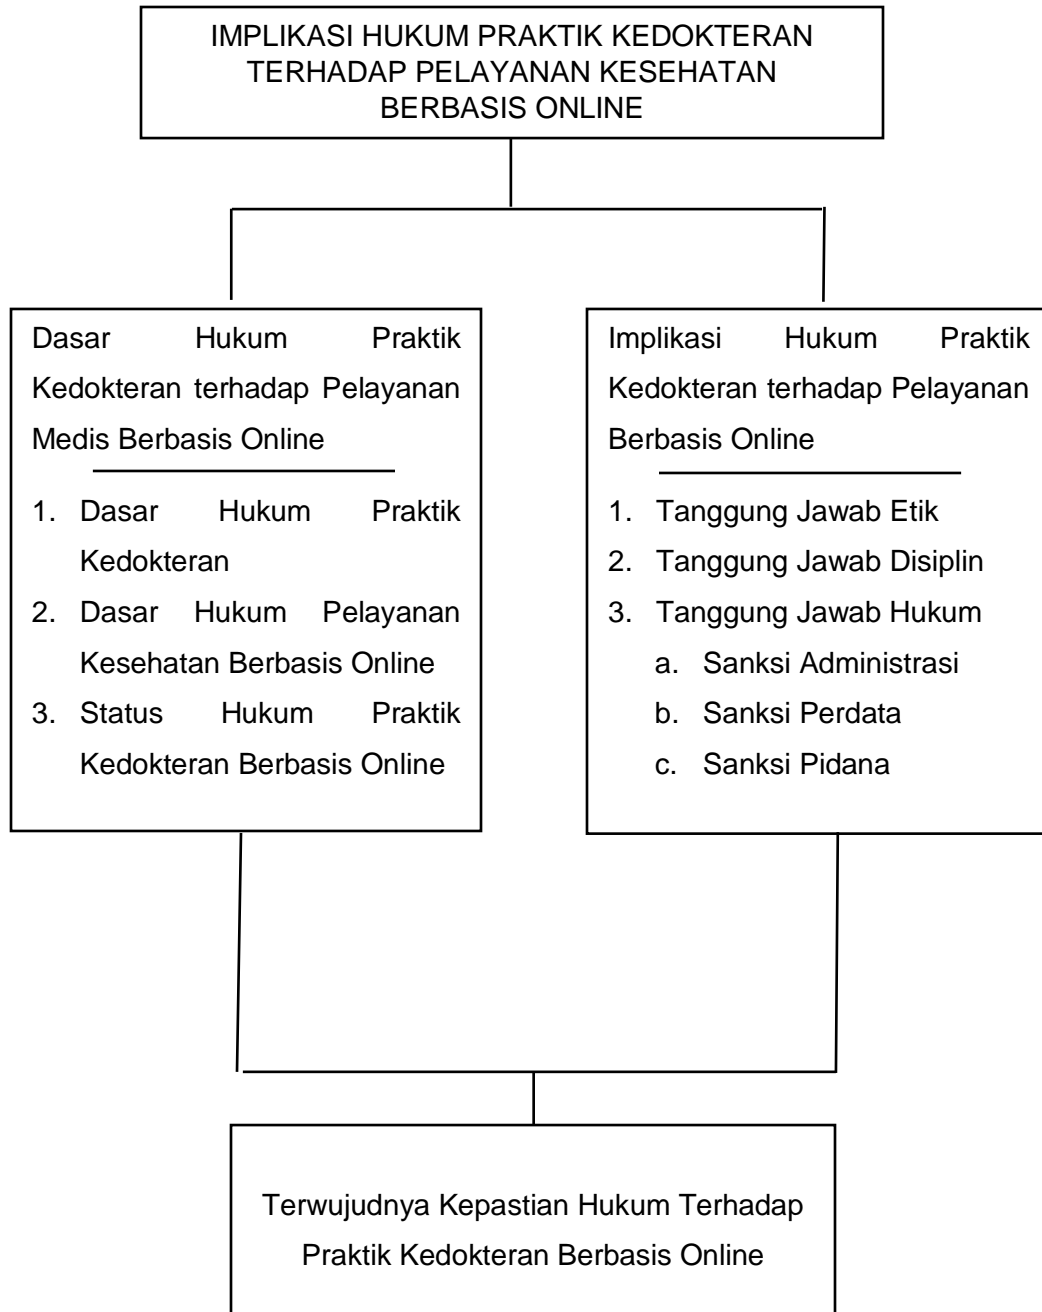 IMPLIKASI HUKUM PRAKTIK KEDOKTERAN
TERHADAP PELAYANAN KESEHATAN
BERBASIS ONLINE
Dasar Hukum Praktik
Kedokteran terhadap Pelayanan
Medis Berbasis Online
1. Dasar Hukum Praktik
Kedokteran
2. Dasar Hukum Pelayanan
Kesehatan Berbasis Online
3. Status Hukum Praktik
Kedokteran Berbasis Online
Implikasi Hukum Praktik
Kedokteran terhadap Pelayanan
Berbasis Online
1. Tanggung Jawab Etik
2. Tanggung Jawab Disiplin
3. Tanggung Jawab Hukum
a. Sanksi Administrasi
b. Sanksi Perdata
c. Sanksi Pidana
Terwujudnya Kepastian Hukum Terhadap
Praktik Kedokteran Berbasis Online